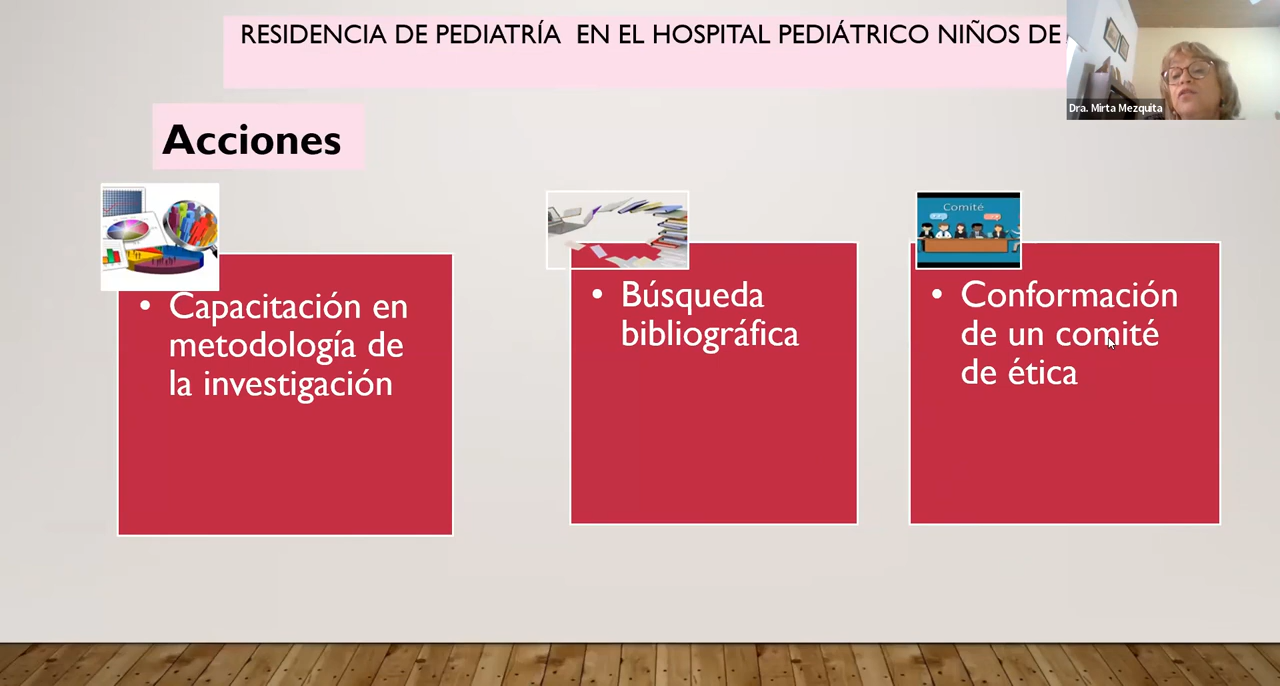 RESIDENCIA DE PEDIATRÍA EN EL HOSPITAL PEDIÁTRICO NIÑOS DE
Dra. Mirta Mezquita
Acciones
Comité
• Capacitación en
metodología de
la investigación
• Búsqueda
bibliográfica
• Conformación
de un comité
de ética